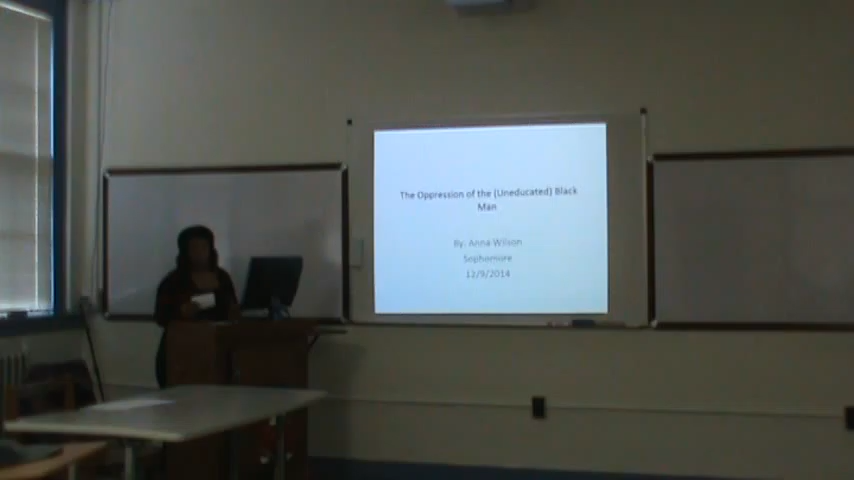 The Oppression of the (Uneducated) Black
Man
By: Anna Wilson
Sophomore
12/9/2014